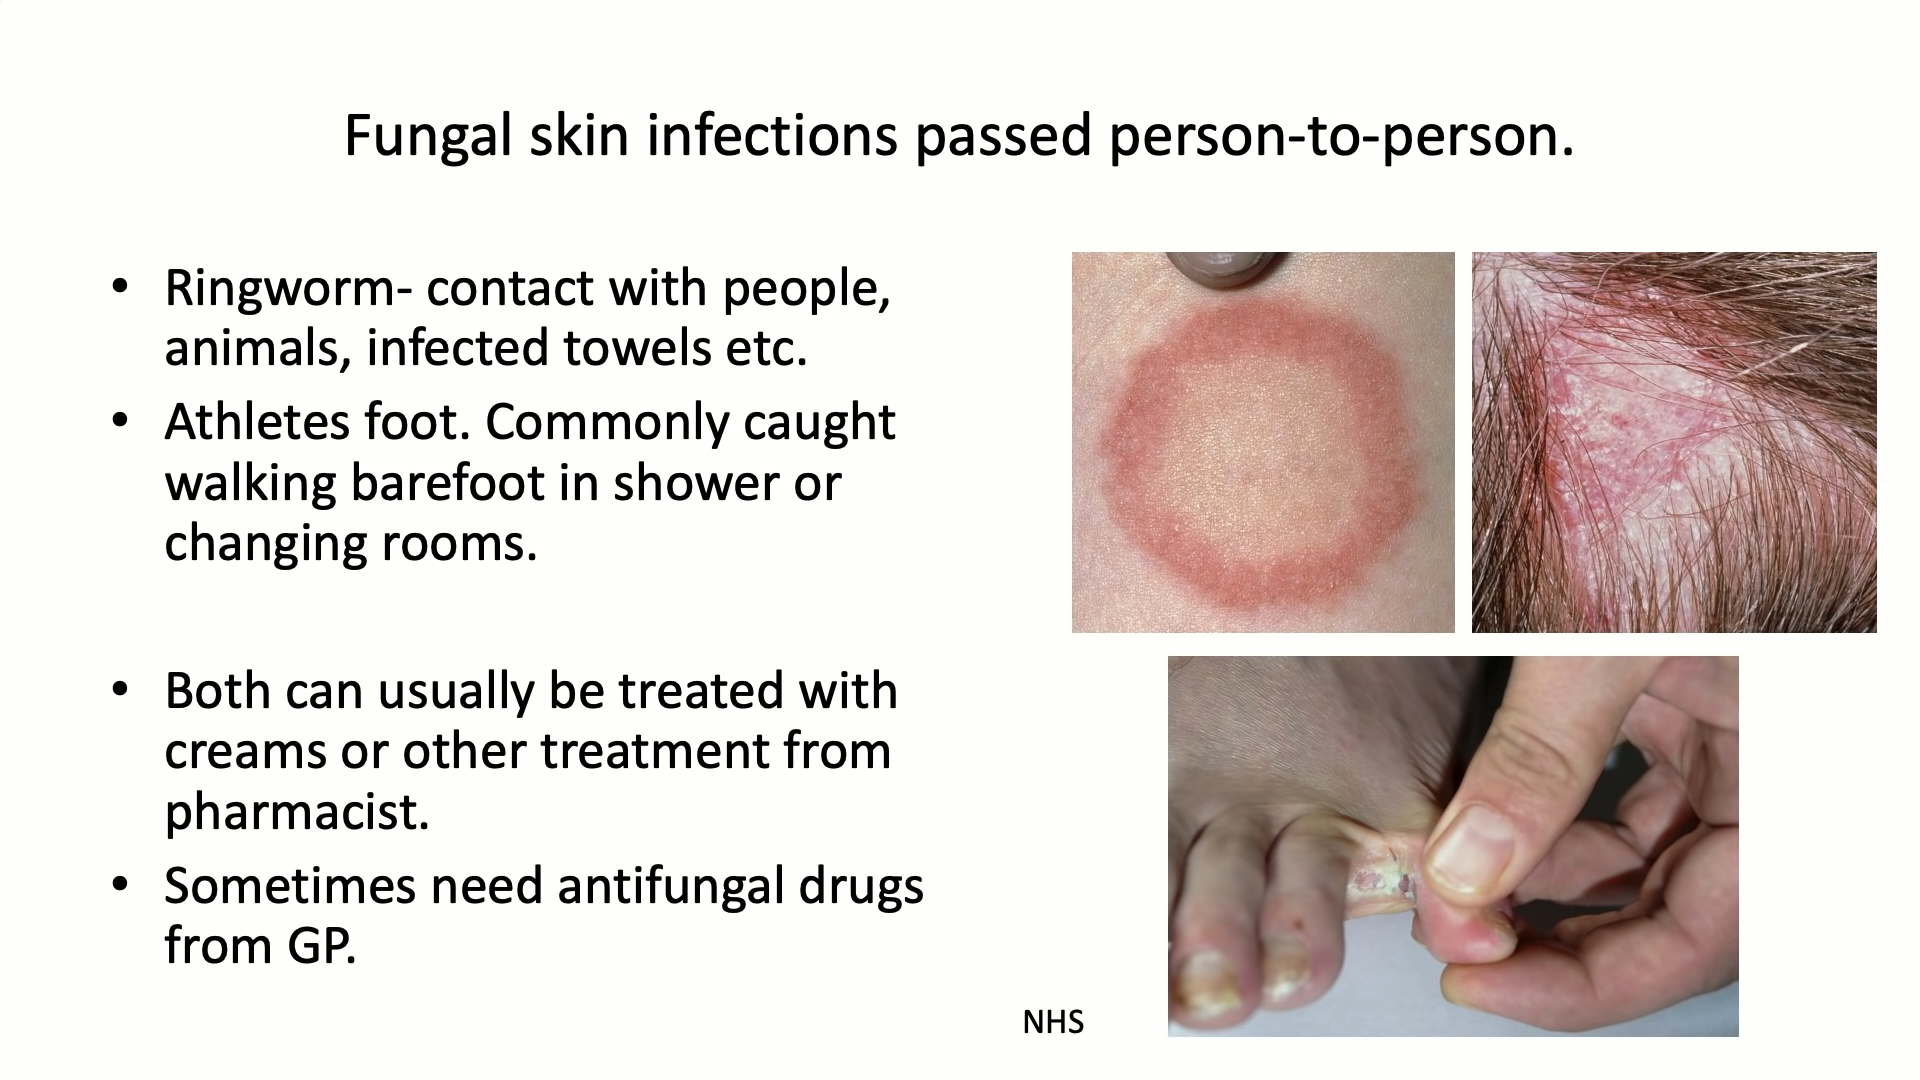 Fungal skin infections passed person-to-person.
• Ringworm- contact with people,
animals, infected towels etc.
• Athletes foot. Commonly caught
walking barefoot in shower or
changing rooms.
• Both can usually be treated with
creams or other treatment from
pharmacist.
• Sometimes need antifungal drugs
from GP.
NHS